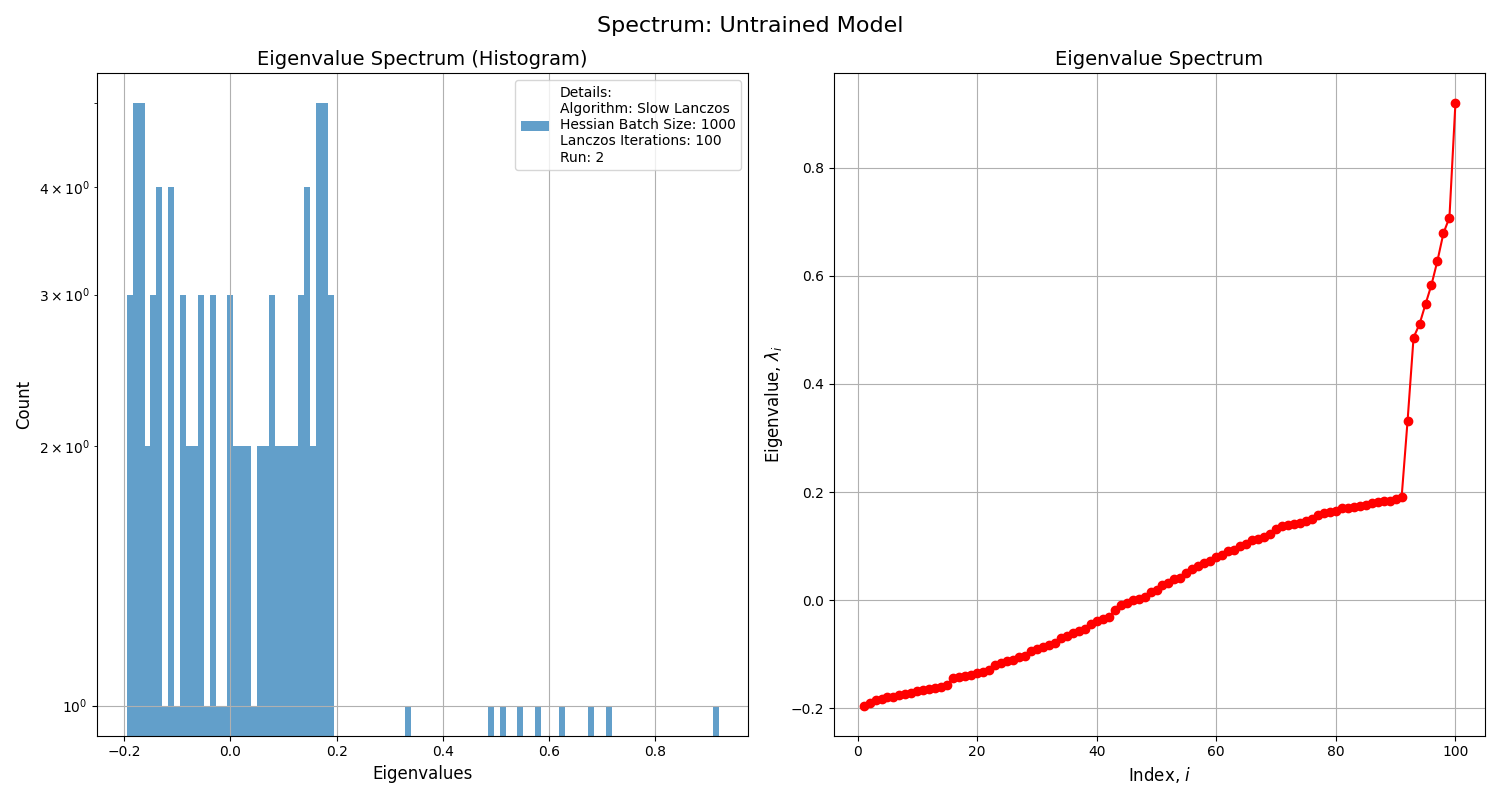 Spectrum: Untrained Model
Eigenvalue Spectrum (Histogram)
Details:
Algorithm: Slow Lanczos
Hessian Batch Size: 1000
Lanczos Iterations: 100
Run: 2
Count
4 × 10⁰
3 × 10⁰
2 × 10⁰
10⁰
−0.2 0.0 0.2 0.4 0.6 0.8
Eigenvalues
Eigenvalue Spectrum
Eigenvalue, λᵢ
0.8
0.6
0.4
0.2
0.0
−0.2
0 20 40 60 80 100
Index, i